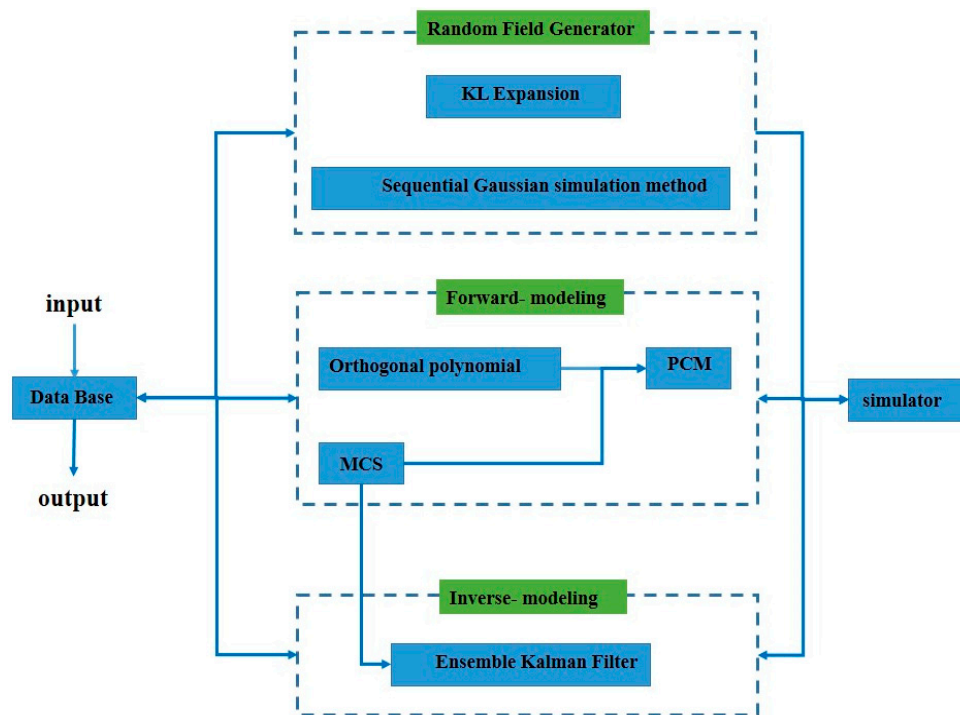 Random Field Generator
KL Expansion
Sequential Gaussian simulation method
input
Forward- modeling
Orthogonal polynomial
PCM
Data Base
simulator
MCS
output
Inverse- modeling
Ensemble Kalman Filter